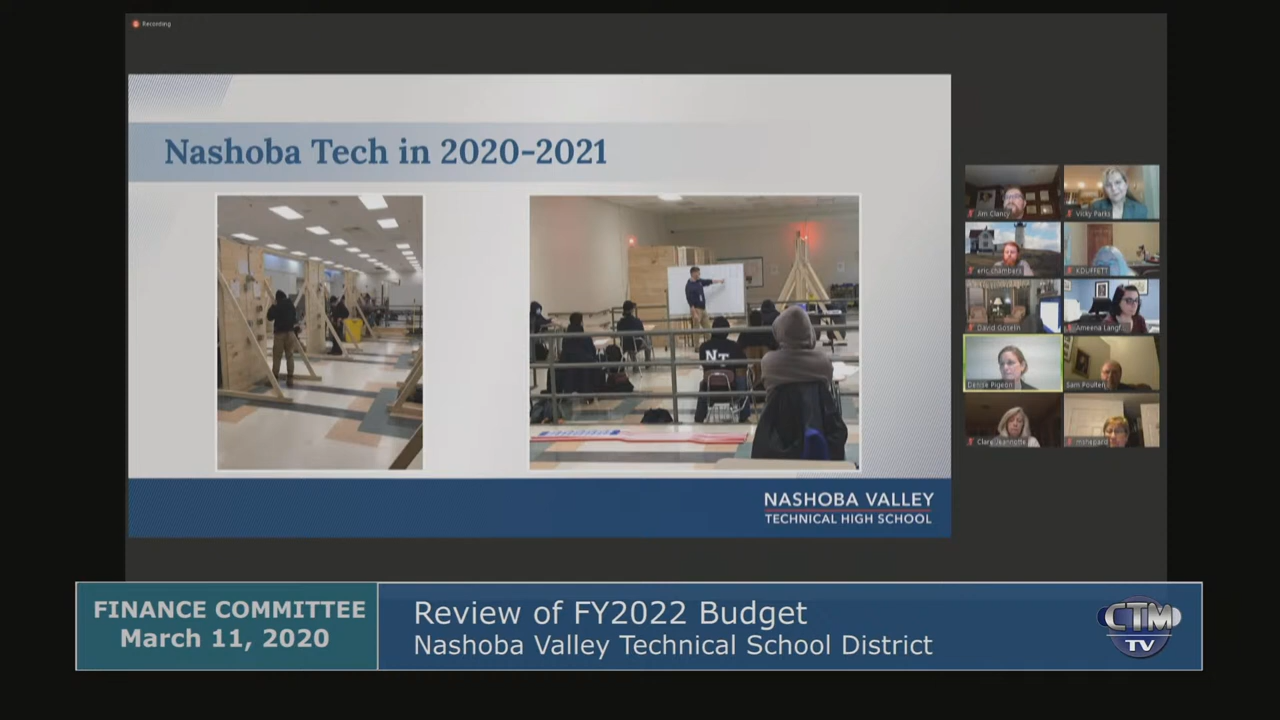 Recording
Nashoba Tech in 2020-2021
NT
NASHOBA VALLEY
TECHNICAL HIGH SCHOOL
Jim Clancy
Vicky Parks
eric chambers
KDUFFETT
David Goselin
Ameena Langf
Denise Pigeon
Sam Poulten
Clare Jeannotte
mshepard
FINANCE COMMITTEE
March 11, 2020
Review of FY2022 Budget
Nashoba Valley Technical School District
CTM
TV